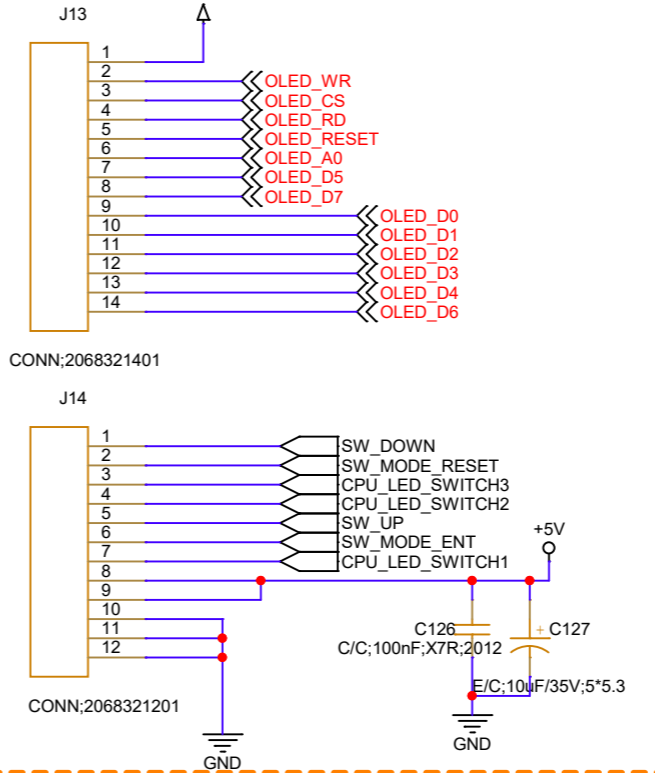 J13
1
2 OLED_WR
3 OLED_CS
4 OLED_RD
5 OLED_RESET
6 OLED_A0
7 OLED_D5
8 OLED_D7
9 OLED_D0
10 OLED_D1
11 OLED_D2
12 OLED_D3
13 OLED_D4
14 OLED_D6
CONN;2068321401
J14
1 SW_DOWN
2 SW_MODE_RESET
3 CPU_LED_SWITCH3
4 CPU_LED_SWITCH2
5 SW_UP
+5V
6 SW_MODE_ENT
7 CPU_LED_SWITCH1
8
9
10
11
12
C126
+ C127
C/C;100nF;X7R;2012
E/C;10uF/35V;5*5.3
CONN;2068321201
GND
GND